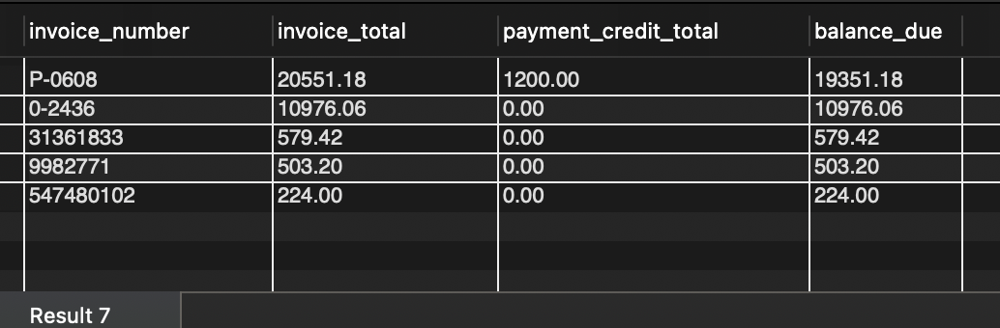 invoice_number invoice_total payment_credit_total balance_due
P-0608 20551.18 1200.00 19351.18
0-2436 10976.06 0.00 10976.06
31361833 579.42 0.00 579.42
9982771 503.20 0.00 503.20
547480102 224.00 0.00 224.00
Result 7